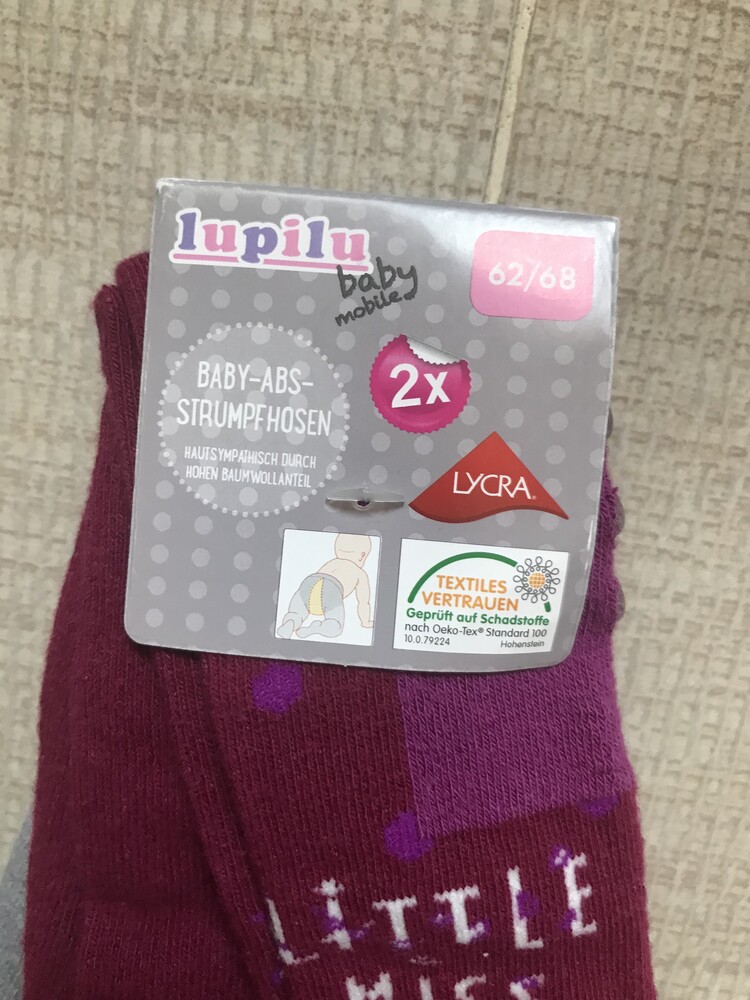 lupilu
baby
mobile
62/68
BABY-ABS-
STRUMPFHOSEN
HAUTSYMPATHISCH DURCH
HOHEN BAUMWOLLANTEIL
2x
LYCRA®
TEXTILES
VERTRAUEN
Geprüft auf Schadstoffe
nach Oeko-Tex® Standard 100
10.0.79224
Hohenstein
LITTLE
MISS